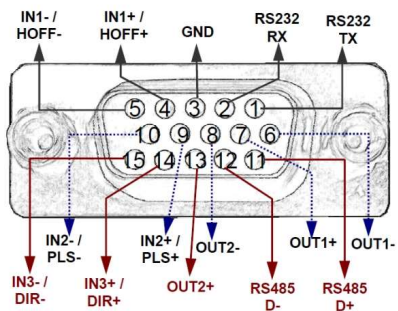 IN1- /
HOFF-
IN1+ /
HOFF+
GND
RS232
RX
RS232
TX
5 4 3 2 1
10 9 8 7 6
15 14 13 12 11
IN2- /
PLS-
IN2+ /
PLS+
OUT2-
OUT1+
OUT1-
IN3- /
DIR-
IN3+ /
DIR+
OUT2+
RS485
D-
RS485
D+